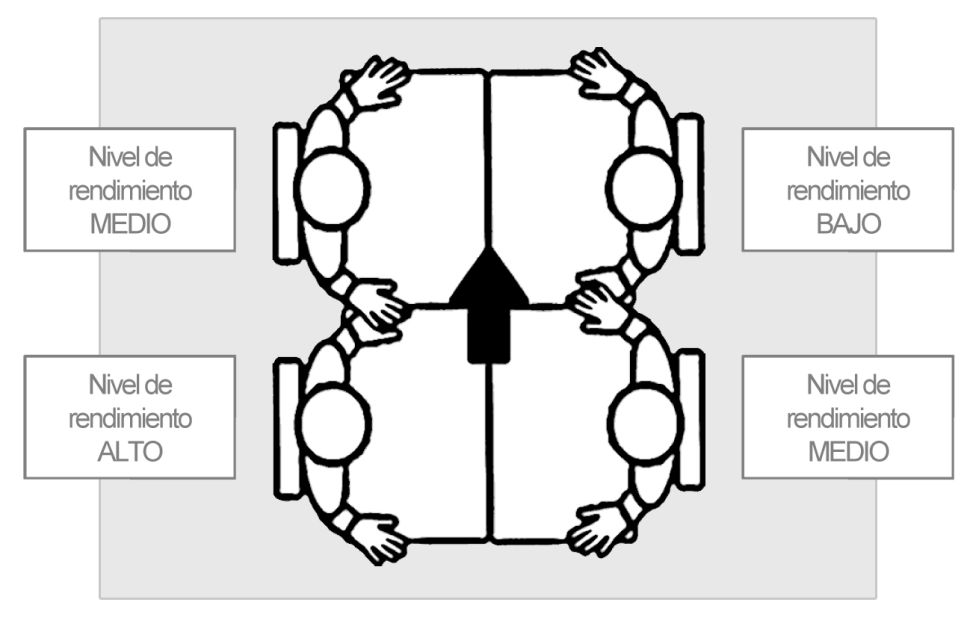 Nivel de
rendimiento
MEDIO
Nivel de
rendimiento
BAJO
Nivel de
rendimiento
ALTO
Nivel de
rendimiento
MEDIO